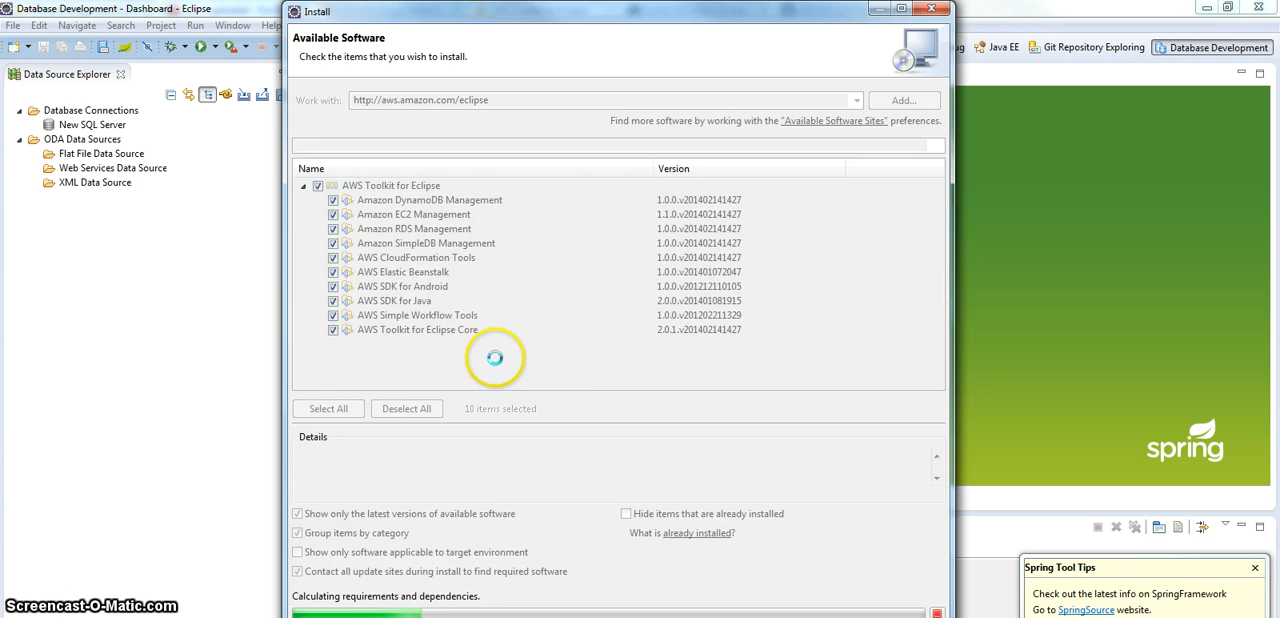 Database Development - Dashboard - Eclipse
File Edit Navigate Search Project Run Window
Data Source Explorer
Database Connections
New SQL Server
ODA Data Sources
Flat File Data Source
Web Services Data Source
XML Data Source
Install
Available Software
Check the items that you wish to install.
Work with: http://aws.amazon.com/eclipse Add...
Find more software by working with the "Available Software Sites" preferences.
Name Version
AWS Toolkit for Eclipse
Amazon DynamoDB Management 1.0.0.v201402141427
Amazon EC2 Management 1.1.0.v201402141427
Amazon RDS Management 1.0.0.v201402141427
Amazon SimpleDB Management 1.0.0.v201402141427
AWS CloudFormation Tools 1.0.0.v201402141427
AWS Elastic Beanstalk 1.0.0.v201401072047
AWS SDK for Android 1.0.0.v201212110105
AWS SDK for Java 2.0.0.v201401081915
AWS Simple Workflow Tools 1.0.0.v201202211329
AWS Toolkit for Eclipse Core 2.0.1.v201402141427
Select All Deselect All 10 items selected
Details
Show only the latest versions of available software Hide items that are already installed
Group items by category What is already installed?
Show only software applicable to target environment
Contact all update sites during install to find required software
Calculating requirements and dependencies.
Java EE Git Repository Exploring Database Development
spring
Spring Tool Tips
Check out the latest info on SpringFramework
Go to SpringSource website.
Screencast-O-Matic.com